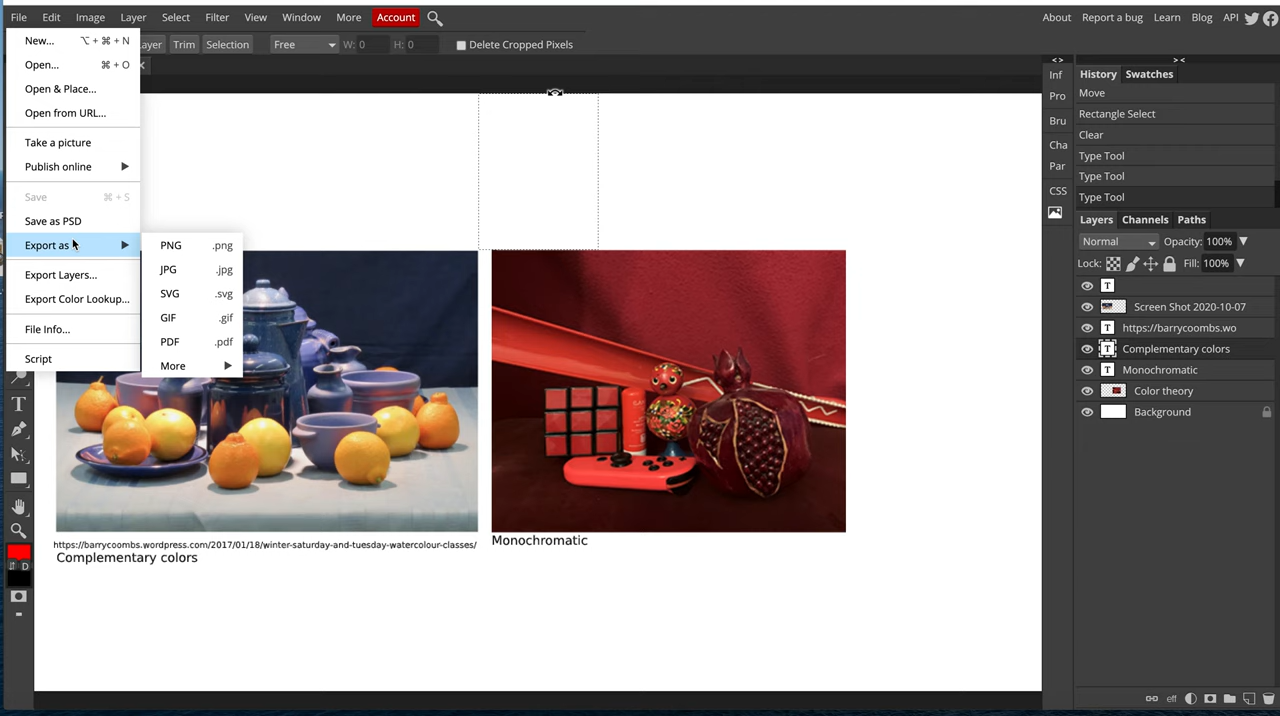 File Edit Image Layer Select Filter View Window More Account About Report a bug Learn Blog API
New... ⌥ + ⌘ + N
Open... ⌘ + O
Open & Place...
Open from URL...
Take a picture
Publish online
Save ⌘ + S
Save as PSD
Export as
Export Layers...
Export Color Lookup...
File Info...
Script
PNG .png
JPG .jpg
SVG .svg
GIF .gif
PDF .pdf
More
Trim Selection Free W: 0 H: 0 Delete Cropped Pixels
https://barrycoombs.wordpress.com/2017/01/18/winter-saturday-and-tuesday-watercolour-classes/
Complementary colors
Monochromatic
Inf
Pro
Bru
Cha
Par
CSS
History Swatches
Move
Rectangle Select
Clear
Type Tool
Type Tool
Type Tool
Layers Channels Paths
Normal Opacity: 100%
Lock: Fill: 100%
Screen Shot 2020-10-07
https://barrycoombs.wo
Complementary colors
Monochromatic
Color theory
Background
eff